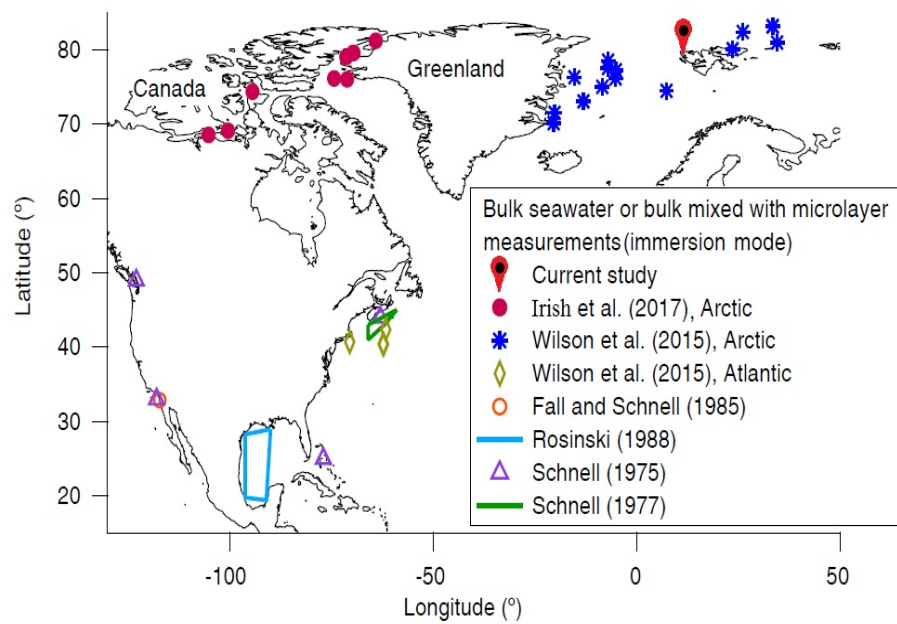 80
70
60
50
40
30
20
Latitude (º)
Canada
Greenland
Bulk seawater or bulk mixed with microlayer
measurements(immersion mode)
Current study
Irish et al. (2017), Arctic
Wilson et al. (2015), Arctic
Wilson et al. (2015), Atlantic
Fall and Schnell (1985)
Rosinski (1988)
Schnell (1975)
Schnell (1977)
-100
-50
0
50
Longitude (º)